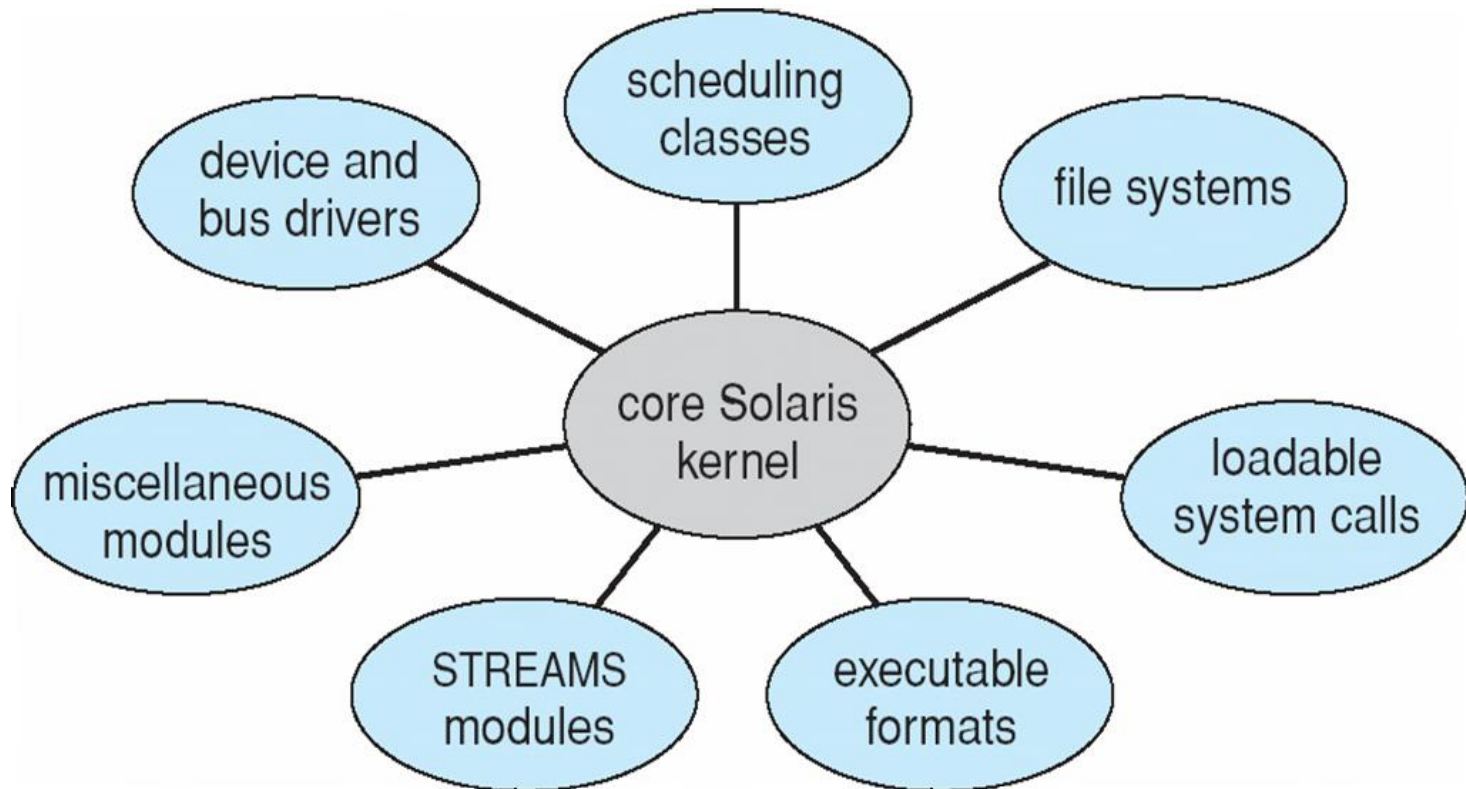 scheduling
classes
device and
bus drivers
file systems
core Solaris
kernel
loadable
system calls
miscellaneous
modules
STREAMS
modules
executable
formats